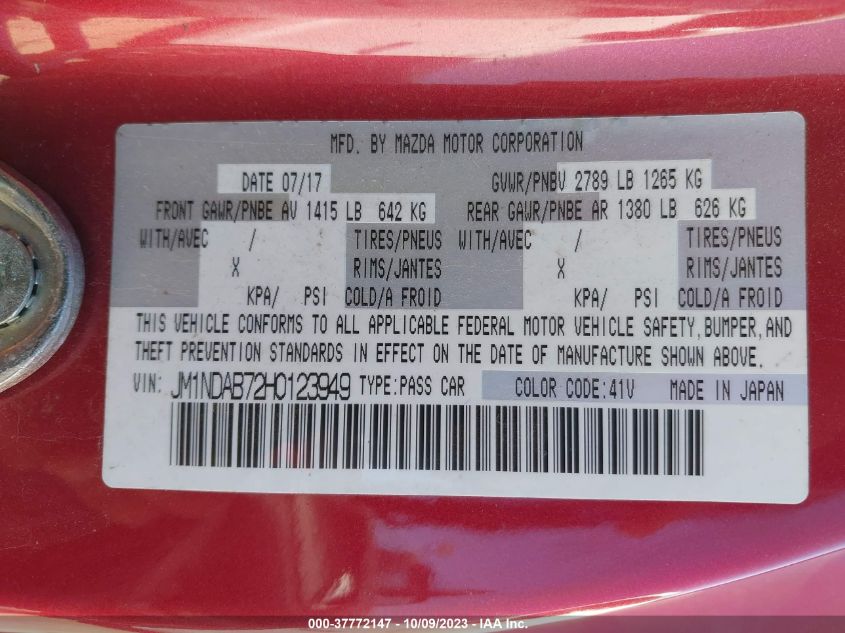 MFD. BY MAZDA MOTOR CORPORATION
DATE 07/17 GVWR/PNBV 2789 LB 1265 KG
FRONT GAWR/PNBE AV 1415 LB 642 KG REAR GAWR/PNBE AR 1380 LB 626 KG
WITH/AVEC / TIRES/PNEUS WITH/AVEC / TIRES/PNEUS
X RIMS/JANTES X RIMS/JANTES
KPA/ PSI COLD/A FROID KPA/ PSI COLD/A FROID
THIS VEHICLE CONFORMS TO ALL APPLICABLE FEDERAL MOTOR VEHICLE SAFETY, BUMPER, AND
THEFT PREVENTION STANDARDS IN EFFECT ON THE DATE OF MANUFACTURE SHOWN ABOVE.
VIN: JM1NDAB72H0123949 TYPE:PASS CAR COLOR CODE:41V MADE IN JAPAN
000-37772147 - 10/09/2023 - IAA Inc.